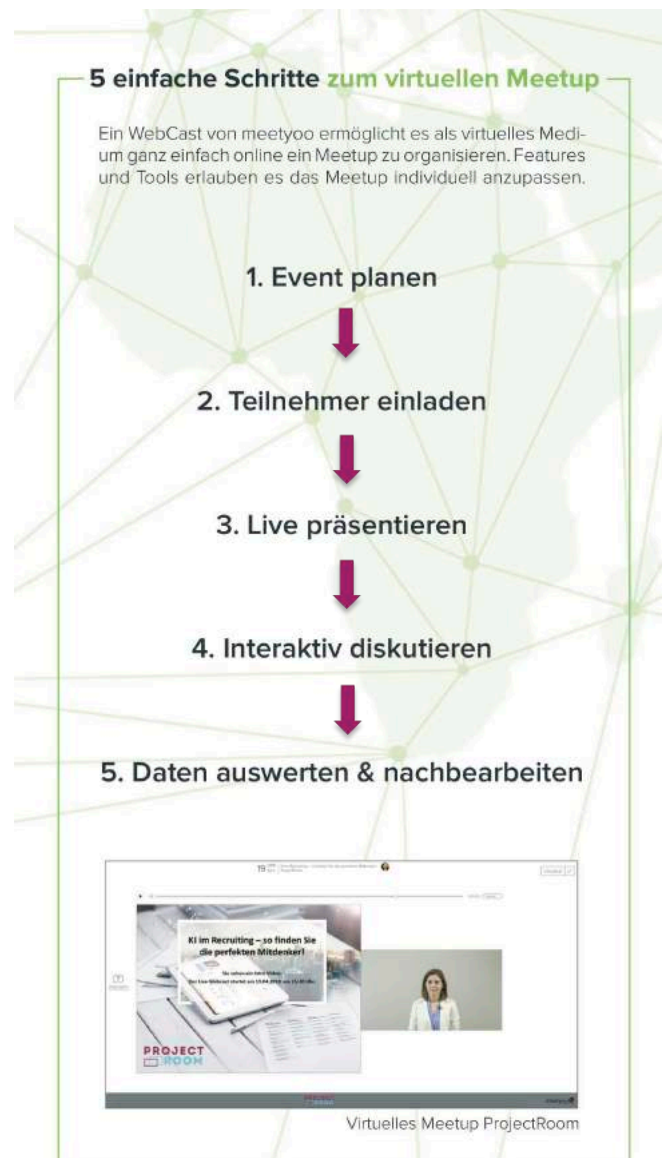 5 einfache Schritte zum virtuellen Meetup
Ein WebCast von meetyoo ermöglicht es als virtuelles Medi-
um ganz einfach online ein Meetup zu organisieren. Features
und Tools erlauben es das Meetup individuell anzupassen.
1. Event planen
2. Teilnehmer einladen
3. Live präsentieren
4. Interaktiv diskutieren
5. Daten auswerten & nachbearbeiten
19
KI im Recruiting – so finden Sie
die perfekten Mitdenker!
PROJECT
ROOM
Virtuelles Meetup ProjectRoom